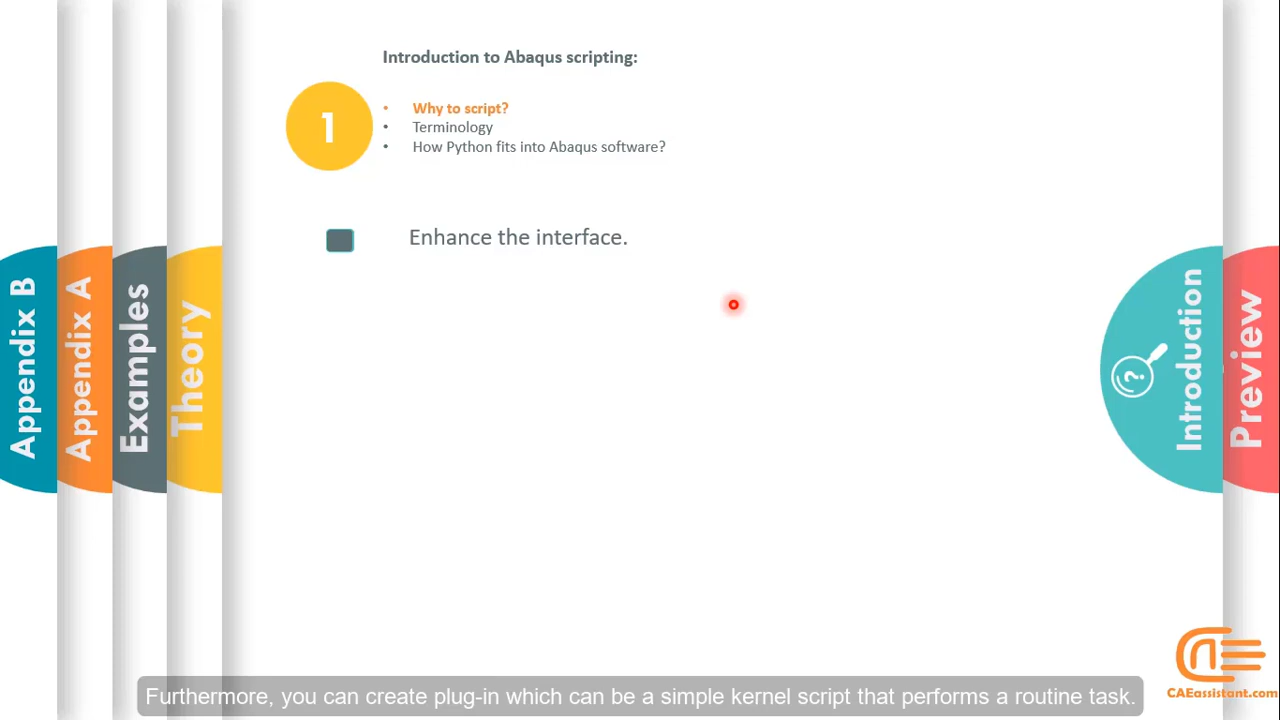 Introduction to Abaqus scripting:
1
• Why to script?
• Terminology
• How Python fits into Abaqus software?
Enhance the interface.
Appendix B
Appendix A
Examples
Theory
?
Introduction
Preview
CAEassistant.com
Furthermore, you can create plug-in which can be a simple kernel script that performs a routine task.